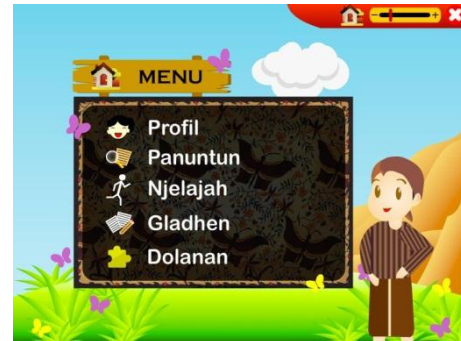 MENU
Profil
Panuntun
Njelajah
Gladhen
Dolanan